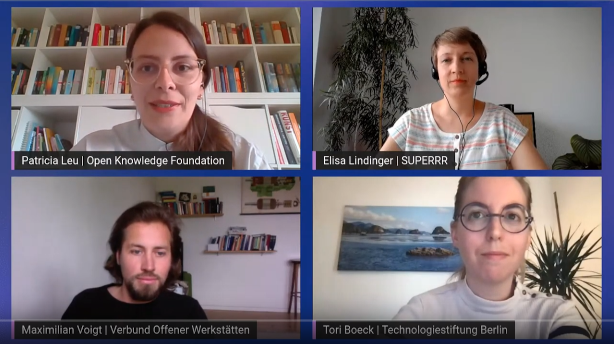 Patricia Leu | Open Knowledge Foundation
Elisa Lindinger | SUPERRR
Maximilian Voigt | Verbund Offener Werkstätten
Tori Boeck | Technologiestiftung Berlin